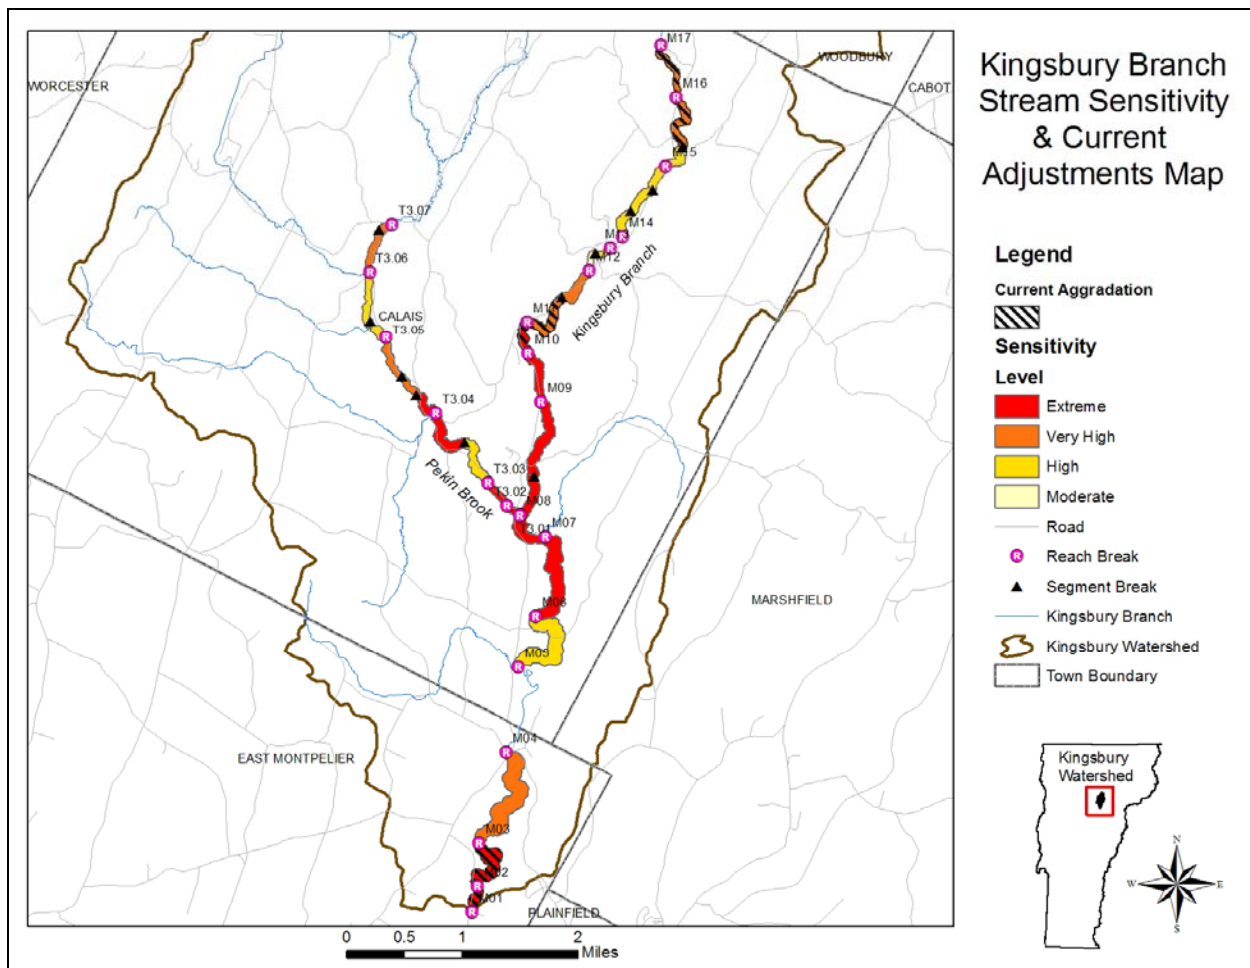 Kingsbury Branch
Stream Sensitivity
& Current
Adjustments Map
Legend
Current Aggradation
Sensitivity
Level
Extreme
Very High
High
Moderate
Road
R Reach Break
Segment Break
Kingsbury Branch
Kingsbury Watershed
Town Boundary
Kingsbury
Watershed
N
W E
S
WORCESTER
WOODBURY
CABOT
R M17
M16
R
M15
R
T3.07
R
M14
R
R
M12
R
T3.06
R
Kingsbury Branch
CALAIS
R T3.05
R
M10
R
M09
R
T3.04
R
Pekin Brook
T3.03
R
T3.02
R
M08
R
T3.01
M07
R
M06
R
MARSHFIELD
M05
R
M04
R
EAST MONTPELIER
M03
R
R
M01
R
PLAINFIELD
0 0.5 1 2
Miles